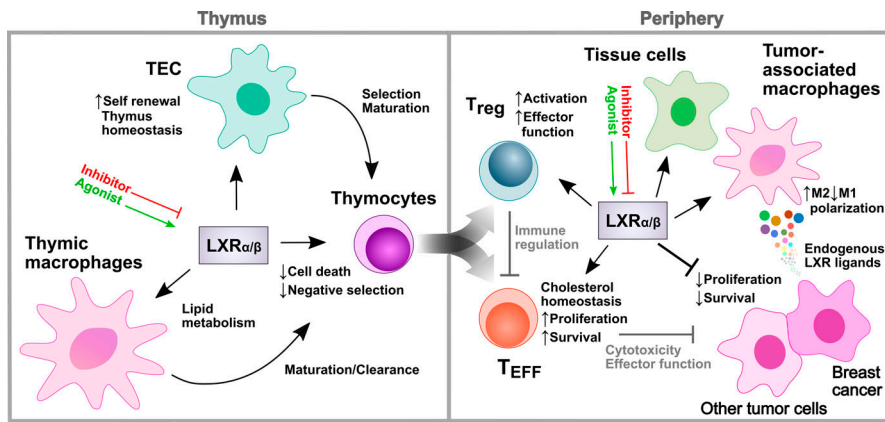 Thymus
TEC
↑Self renewal
Thymus
homeostasis
Selection
Maturation
Inhibitor
Agonist
Thymocytes
LXRα/β
Thymic
macrophages
↓Cell death
↓Negative selection
Lipid
metabolism
Maturation/Clearance
Periphery
Tissue cells
Tumor-
associated
macrophages
Treg
↑Activation
↑Effector
function
Inhibitor
Agonist
LXRα/β
↑M2↓M1
polarization
Immune
regulation
Endogenous
LXR ligands
Cholesterol
homeostasis
↑Proliferation
↑Survival
↓Proliferation
↓Survival
TEFF
Cytotoxicity
Effector function
Breast
cancer
Other tumor cells